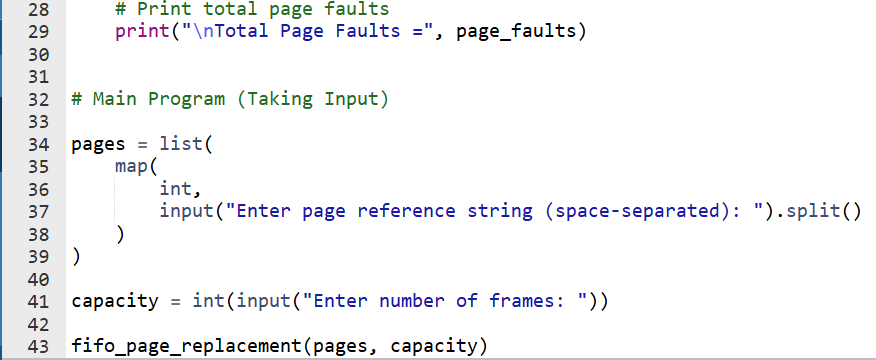 28 # Print total page faults
29 print("\nTotal Page Faults =", page_faults)
30
31
32 # Main Program (Taking Input)
33
34 pages = list(
35 map(
36 int,
37 input("Enter page reference string (space-separated): ").split()
38 )
39 )
40
41 capacity = int(input("Enter number of frames: "))
42
43 fifo_page_replacement(pages, capacity)